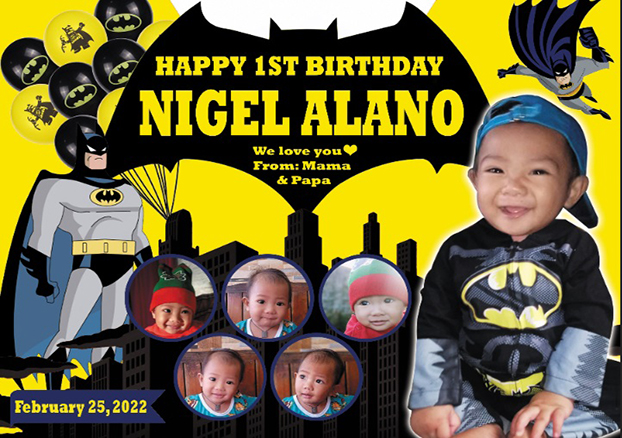 HAPPY 1ST BIRTHDAY
NIGEL ALANO
We love you❤
From: Mama
& Papa
February 25, 2022